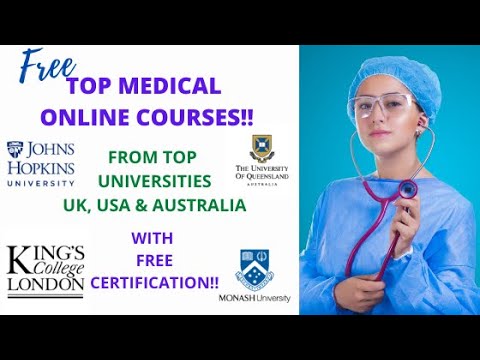 Free
TOP MEDICAL
ONLINE COURSES!!
JOHNS
HOPKINS
UNIVERSITY
FROM TOP
UNIVERSITIES
UK, USA & AUSTRALIA
THE UNIVERSITY
OF QUEENSLAND
AUSTRALIA
KING'S
College
LONDON
WITH
FREE
CERTIFICATION!!
MONASH University